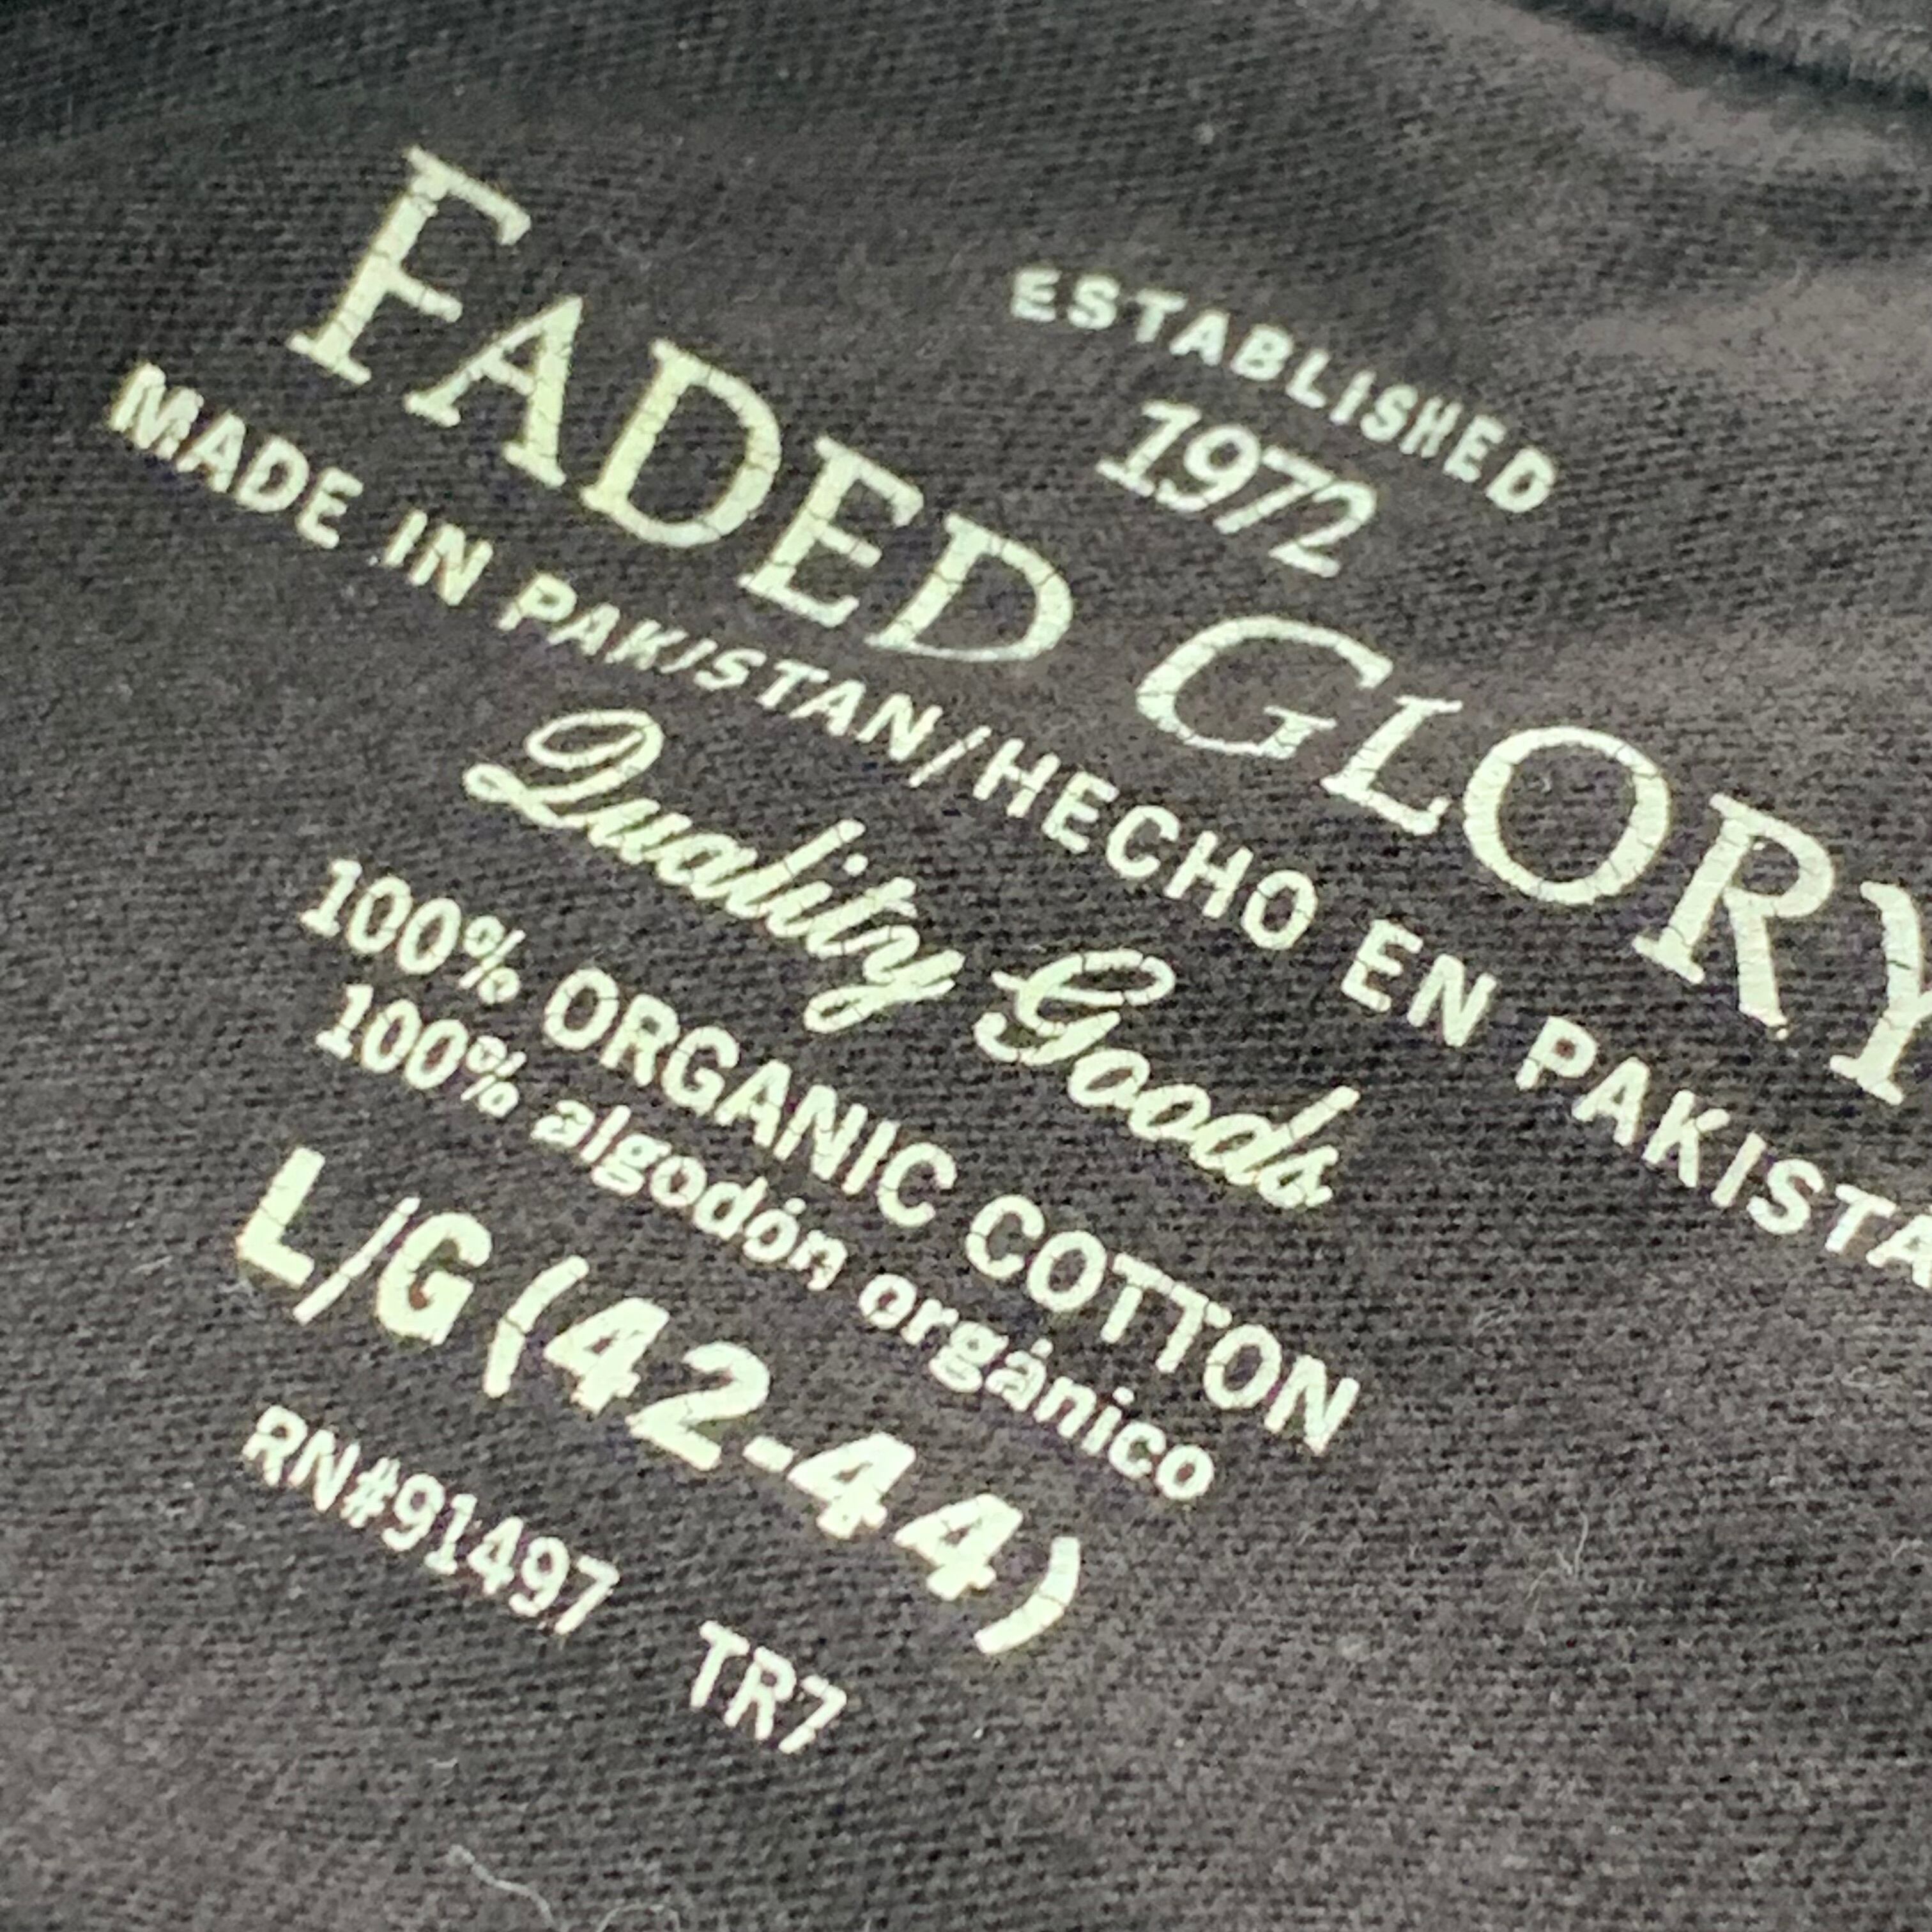 ESTABLISHED
1972
FADED GLORY
MADE IN PAKISTAN/HECHO EN PAKISTA
Quality Goods
100% ORGANIC COTTON
100% algodón orgánico
L/G (42-44)
RN#91497 TR7